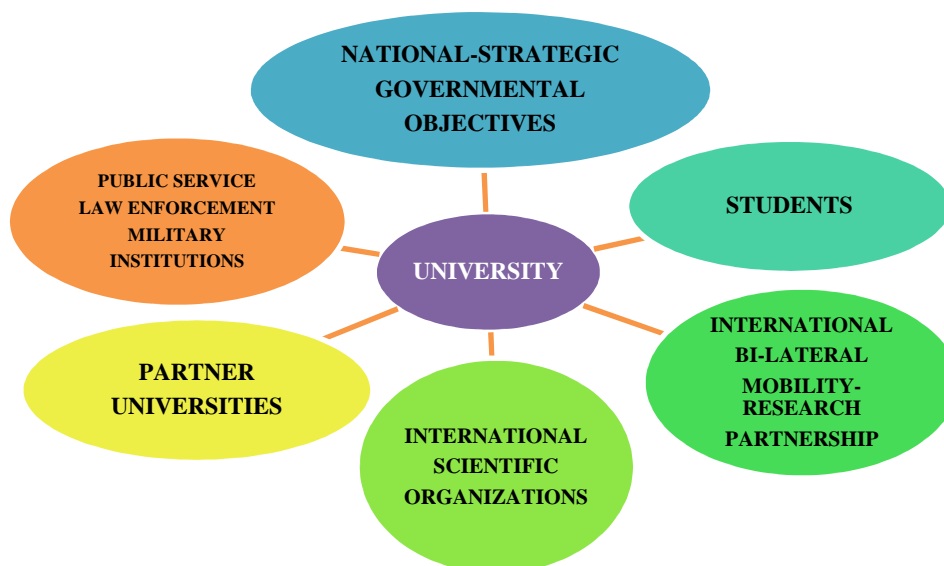 NATIONAL-STRATEGIC
GOVERNMENTAL
OBJECTIVES
PUBLIC SERVICE
LAW ENFORCEMENT
MILITARY
INSTITUTIONS
STUDENTS
UNIVERSITY
PARTNER
UNIVERSITIES
INTERNATIONAL
BI-LATERAL
MOBILITY-
RESEARCH
PARTNERSHIP
INTERNATIONAL
SCIENTIFIC
ORGANIZATIONS